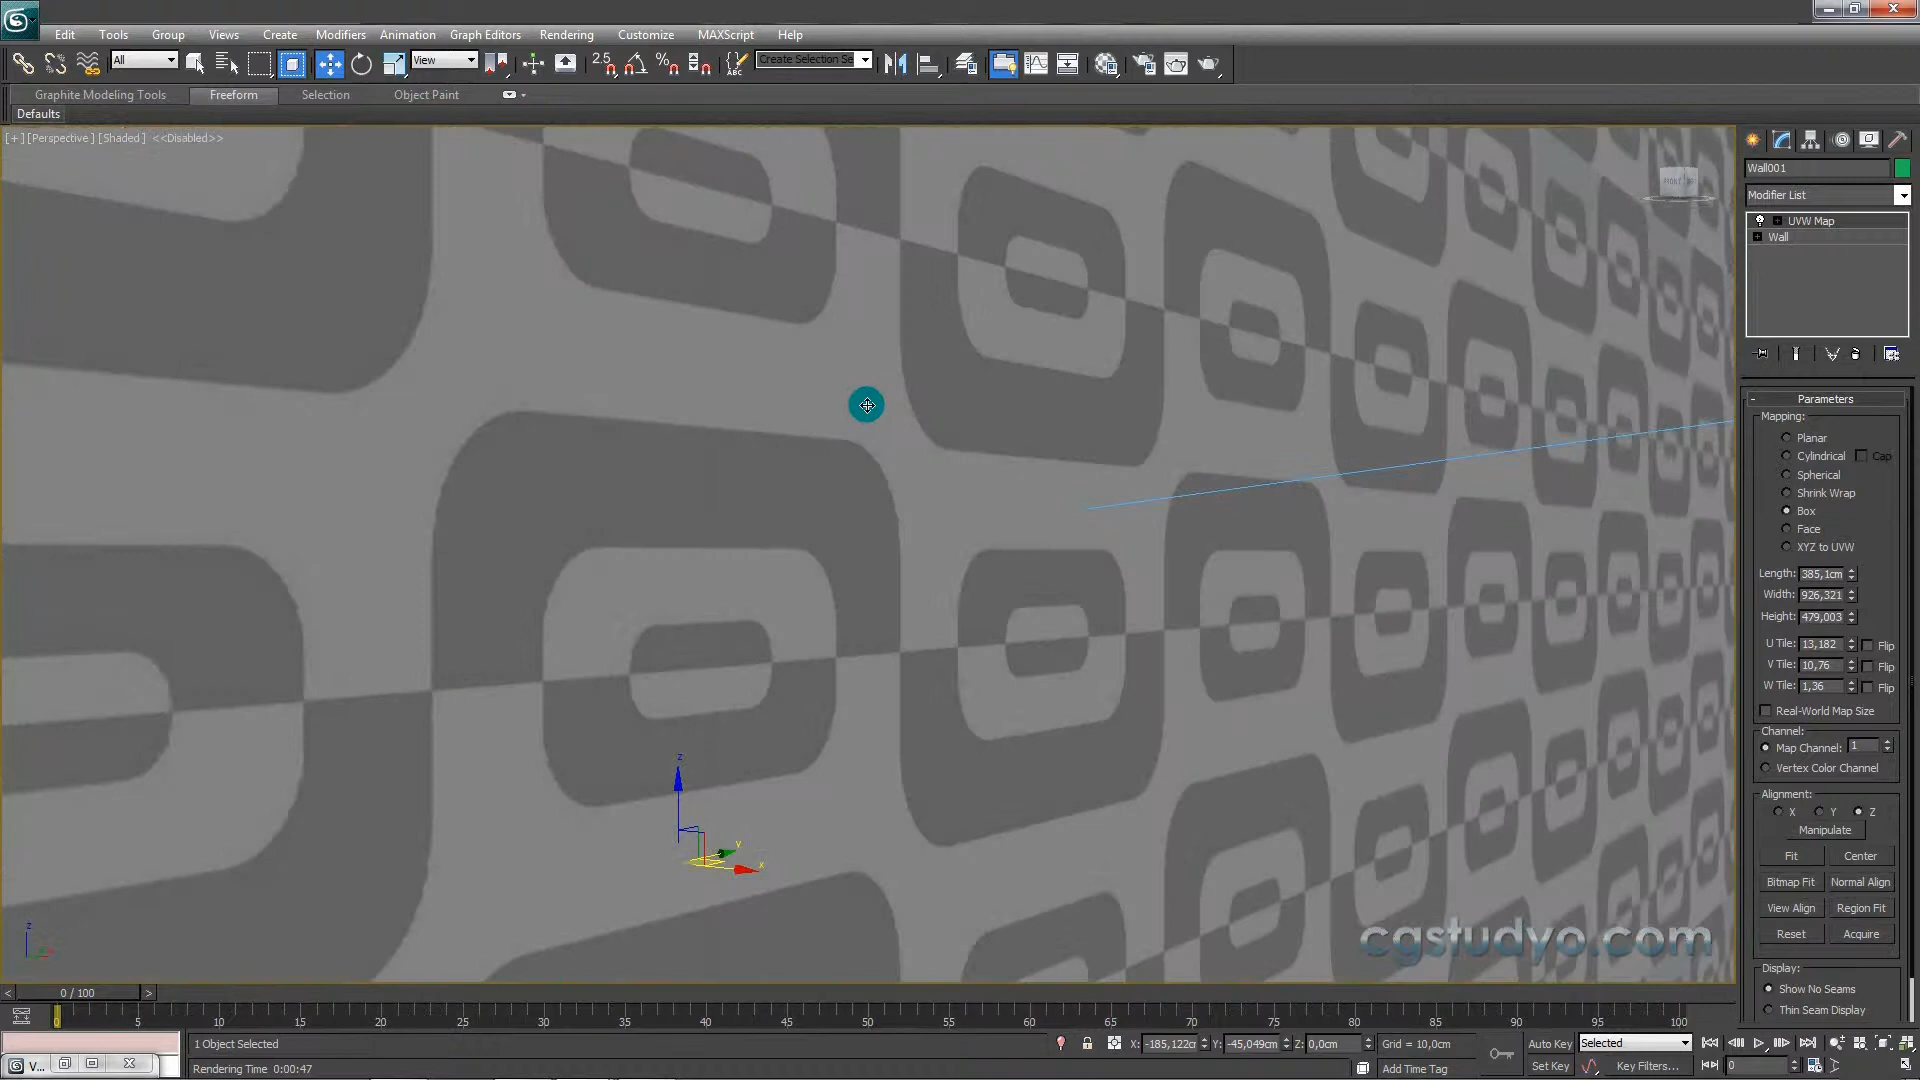 Edit Tools Group Views Create Modifiers Animation Graph Editors Rendering Customize MAXScript Help
All View 2.5 % ABC Create Selection Se
Graphite Modeling Tools Freeform Selection Object Paint
Defaults
[+] [Perspective] [Shaded] <<Disabled>>
FRONT
Wall001
Modifier List
UVW Map
Wall
- Parameters
Mapping:
Planar
Cylindrical Cap
Spherical
Shrink Wrap
Box
Face
XYZ to UVW
Length: 385,1cm
Width: 926,321
Height: 479,003
U Tile: 13,182 Flip
V Tile: 10,76 Flip
W Tile: 1,36 Flip
Real-World Map Size
Channel:
Map Channel: 1
Vertex Color Channel
Alignment:
X Y Z
Manipulate
Fit Center
Bitmap Fit Normal Align
View Align Region Fit
Reset Acquire
Display:
Show No Seams
Thin Seam Display
z
y
x
z
cgstudyo.com
< 0 / 100 >
0 5 10 15 20 25 30 35 40 45 50 55 60 65 70 75 80 85 90 95 100
1 Object Selected X: -185,122c Y: -45,049cm Z: 0,0cm Grid = 10,0cm Auto Key Selected
V... Rendering Time 0:00:47 Add Time Tag Set Key Key Filters... 0